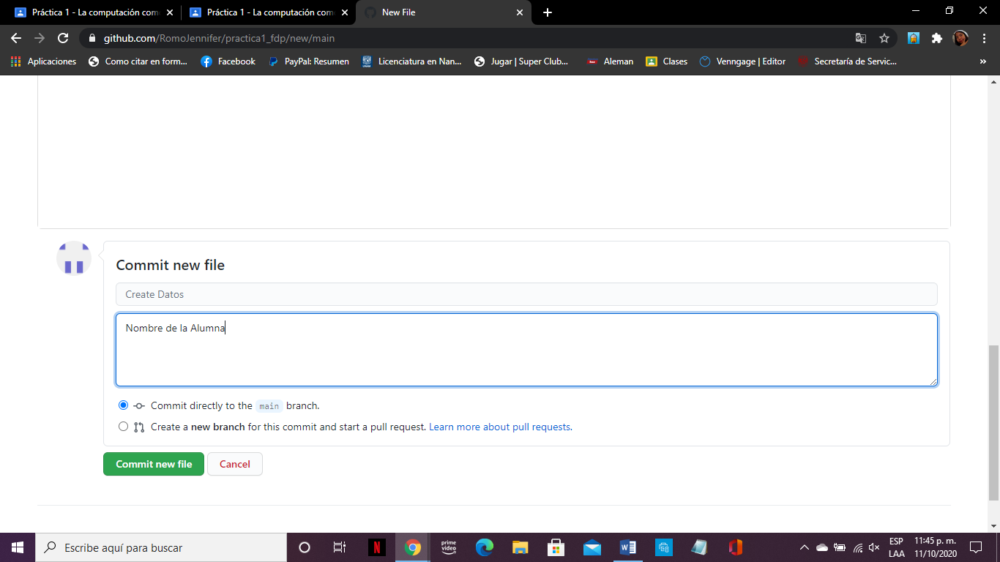 Práctica 1 - La computación com
Práctica 1 - La computación com
New File
github.com/RomoJennifer/practica1_fdp/new/main
Aplicaciones
Como citar en form...
Facebook
PayPal: Resumen
Licenciatura en Nan...
Jugar | Super Club...
Aleman
Clases
Venngage | Editor
Secretaría de Servic...
»
Commit new file
Create Datos
Nombre de la Alumna
Commit directly to the main branch.
Create a new branch for this commit and start a pull request. Learn more about pull requests.
Commit new file
Cancel
Escribe aquí para buscar
N
prime
video
W
ESP
LAA
11:45 p. m.
11/10/2020